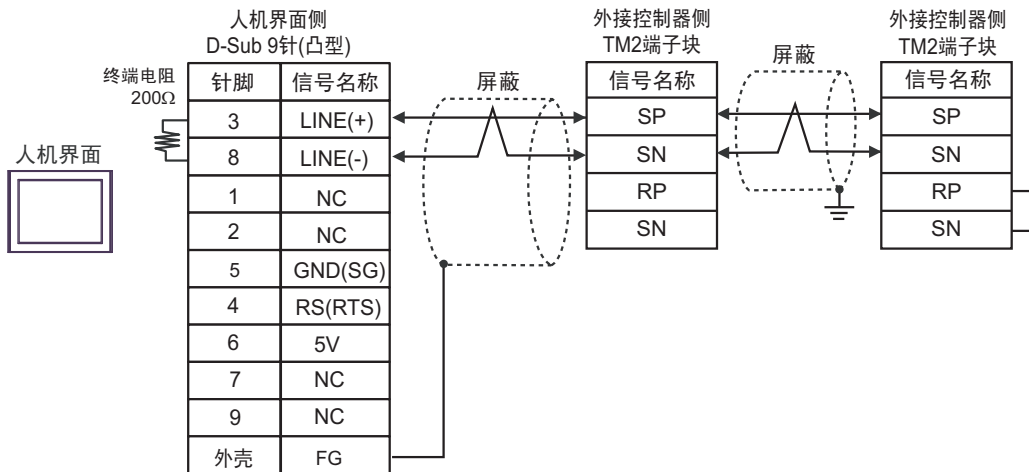 人机界面侧
D-Sub 9针(凸型)
外接控制器侧
TM2端子块
外接控制器侧
TM2端子块
终端电阻
200Ω
人机界面
针脚 信号名称
3 LINE(+)
8 LINE(-)
1 NC
2 NC
5 GND(SG)
4 RS(RTS)
6 5V
7 NC
9 NC
外壳 FG
屏蔽
信号名称
SP
SN
RP
SN
屏蔽
信号名称
SP
SN
RP
SN